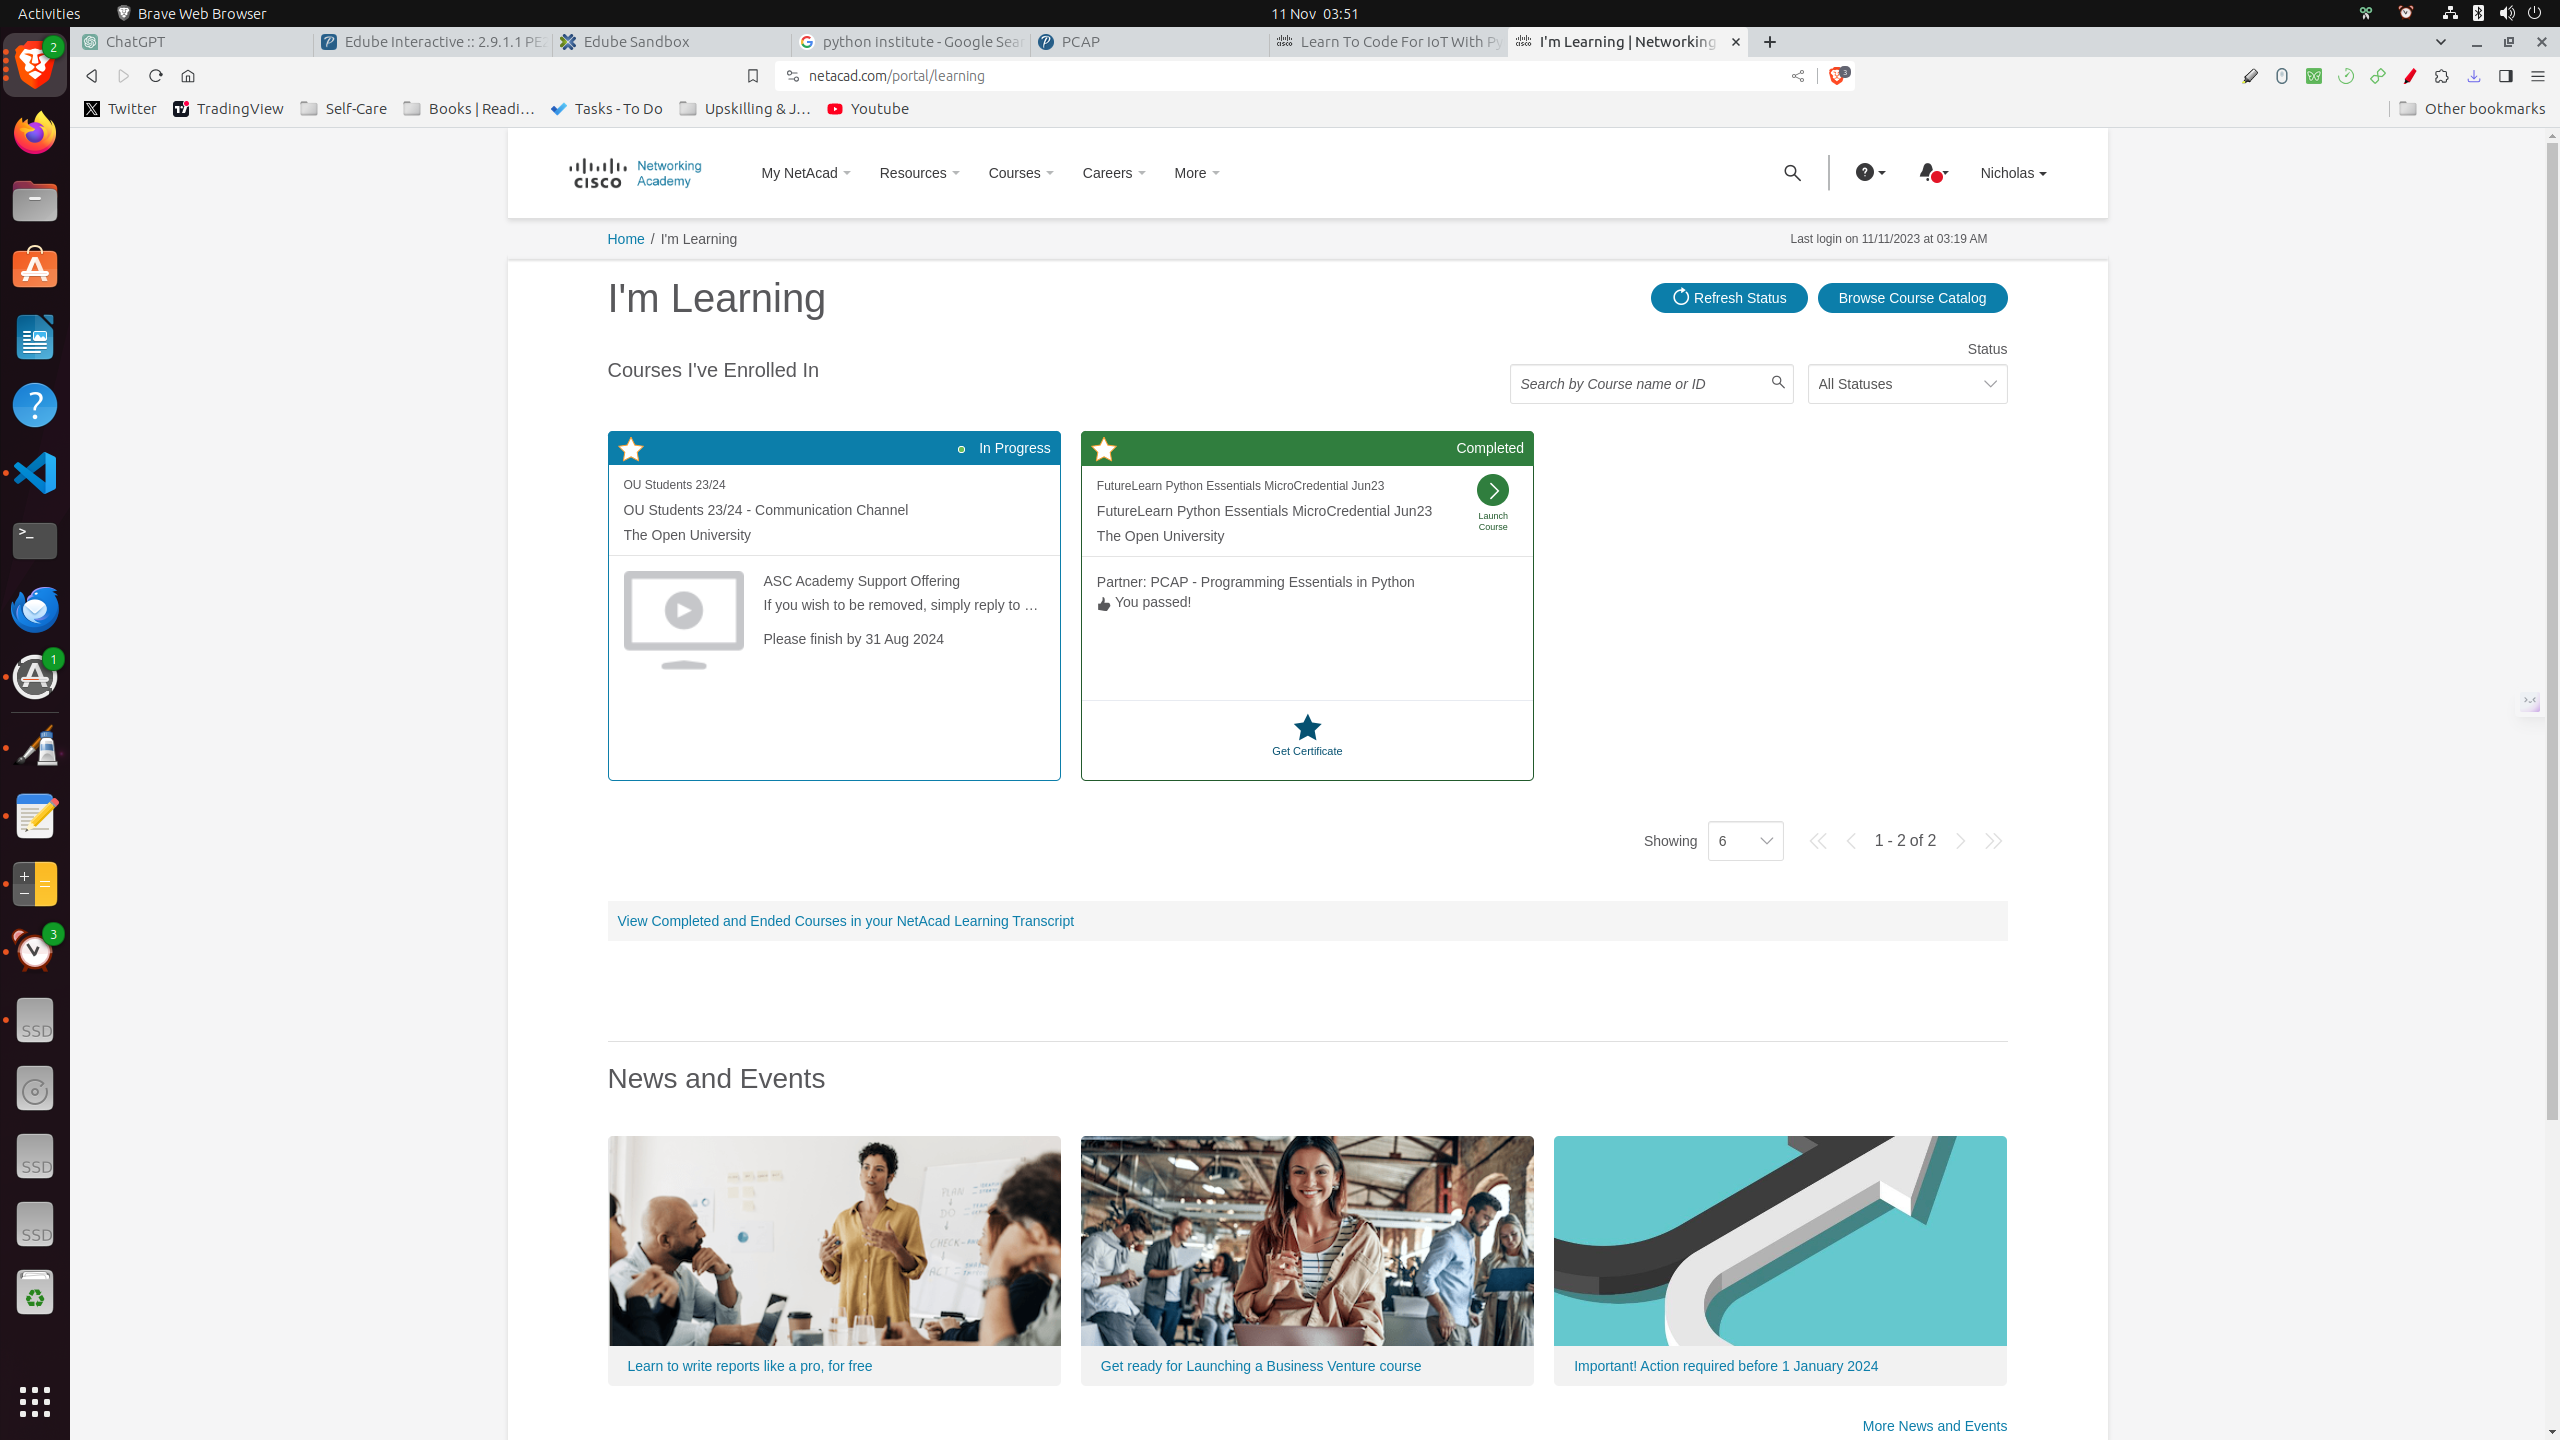 Activities
Brave Web Browser
11 Nov 03:51
2
ChatGPT
Edube Interactive :: 2.9.1.1 PE2
Edube Sandbox
python institute - Google Sear
PCAP
Learn To Code For IoT With Py
I'm Learning | Networking
netacad.com/portal/learning
3
Twitter
TradingView
Self-Care
Books | Readi…
Tasks - To Do
Upskilling & J…
Youtube
Other bookmarks
cisco
Networking
Academy
My NetAcad
Resources
Courses
Careers
More
Nicholas
Home / I'm Learning
Last login on 11/11/2023 at 03:19 AM
I'm Learning
Refresh Status
Browse Course Catalog
Status
Courses I've Enrolled In
Search by Course name or ID
All Statuses
In Progress
OU Students 23/24
OU Students 23/24 - Communication Channel
The Open University
ASC Academy Support Offering
If you wish to be removed, simply reply to …
Please finish by 31 Aug 2024
Completed
FutureLearn Python Essentials MicroCredential Jun23
FutureLearn Python Essentials MicroCredential Jun23
The Open University
Launch
Course
Partner: PCAP - Programming Essentials in Python
You passed!
Get Certificate
1
3
SSD
SSD
SSD
Showing
6
1 - 2 of 2
View Completed and Ended Courses in your NetAcad Learning Transcript
News and Events
PLAN
DO
CHECK
ACT
Learn to write reports like a pro, for free
Get ready for Launching a Business Venture course
Important! Action required before 1 January 2024
More News and Events